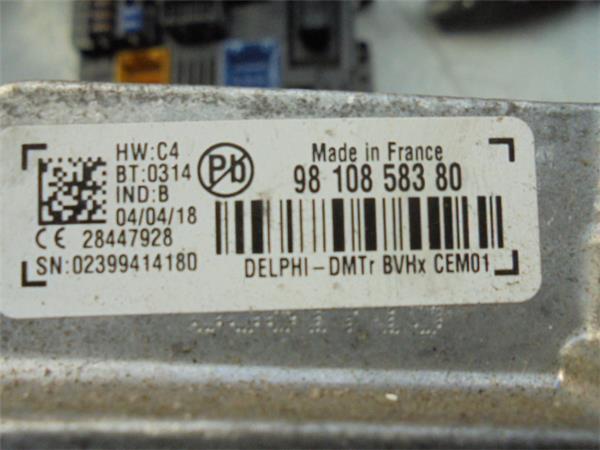 HW:C4
BT:0314
IND:B
04/04/18
CE 28447928
SN:02399414180
Pb
Made in France
98 108 583 80
DELPHI-DMTr BVHx CEM01